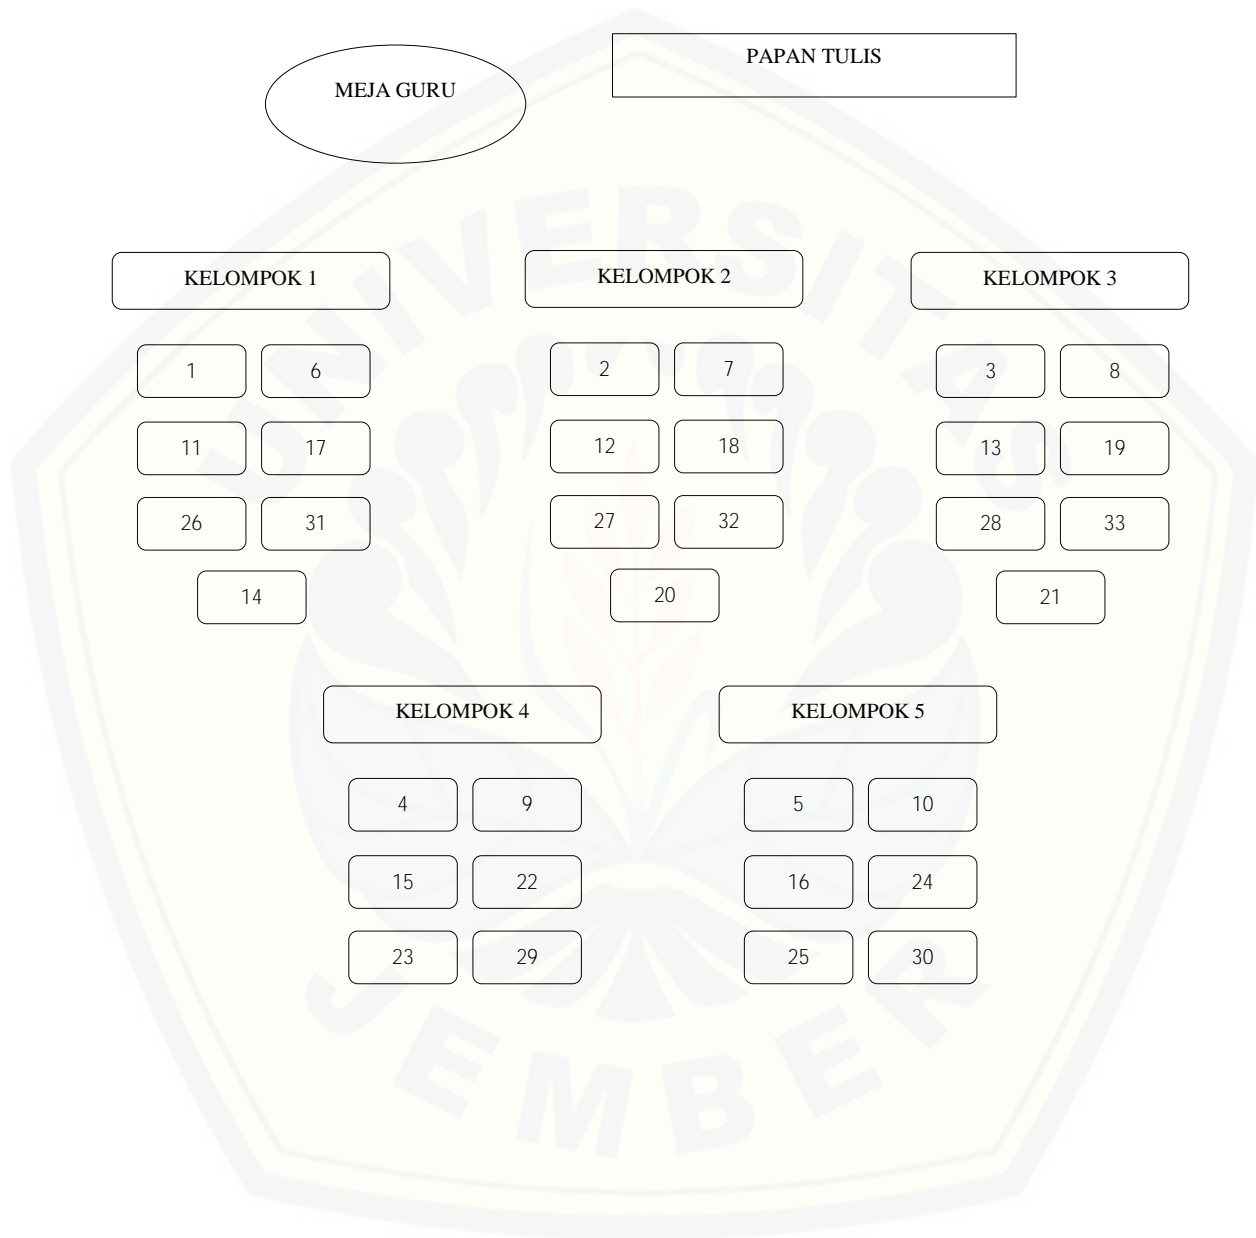 MEJA GURU
PAPAN TULIS
KELOMPOK 1
KELOMPOK 2
KELOMPOK 3
1 6
2 7
3 8
11 17
12 18
13 19
26 31
27 32
28 33
14
20
21
KELOMPOK 4
KELOMPOK 5
4 9
5 10
15 22
16 24
23 29
25 30
UNIVERSITAS
JEMBER